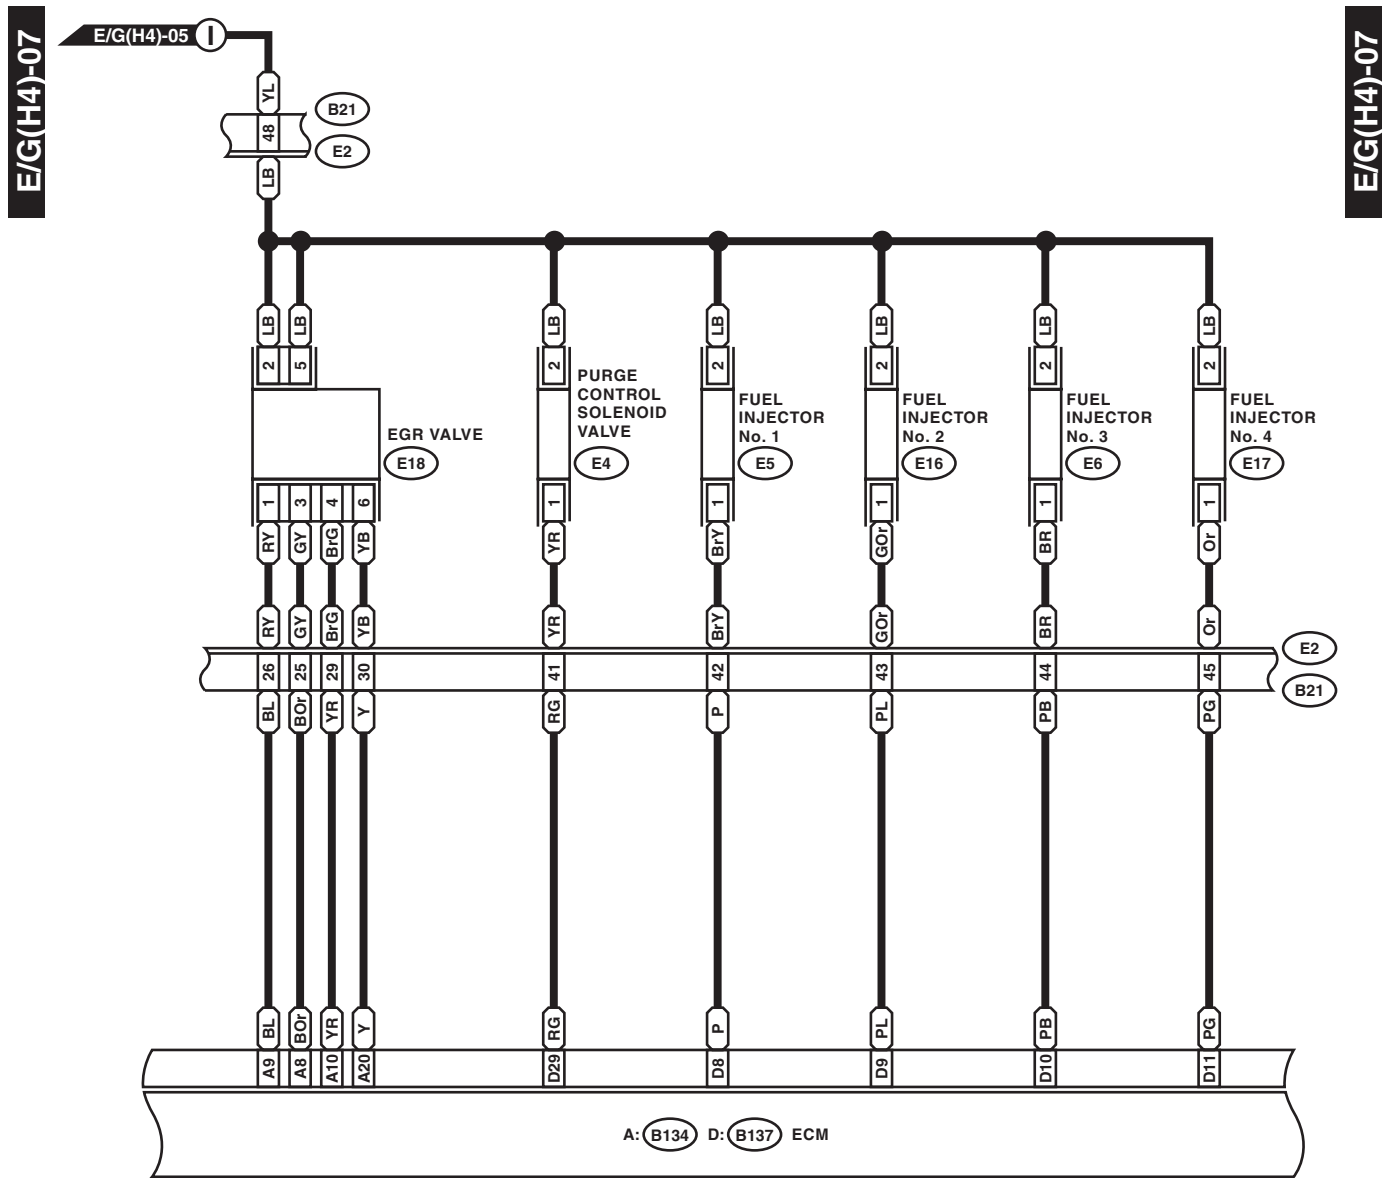 E/G(H4)-07
E/G(H4)-05 I
E/G(H4)-07
YL
48
B21
E2
LB
LB LB LB LB LB LB LB
2 5 2 2 2 2 2
EGR VALVE
E18
PURGE
CONTROL
SOLENOID
VALVE
E4
FUEL
INJECTOR
No. 1
E5
FUEL
INJECTOR
No. 2
E16
FUEL
INJECTOR
No. 3
E6
FUEL
INJECTOR
No. 4
E17
1 3 4 6 1 1 1 1 1
RY GY BrG YB YR BrY GOr BR Or
RY GY BrG YB YR BrY GOr BR Or
E2
26 25 29 30 41 42 43 44 45
B21
BL BOr YR Y RG P PL PB PG
BL BOr YR Y RG P PL PB PG
A9 A8 A10 A20 D29 D8 D9 D10 D11
A: B134 D: B137 ECM